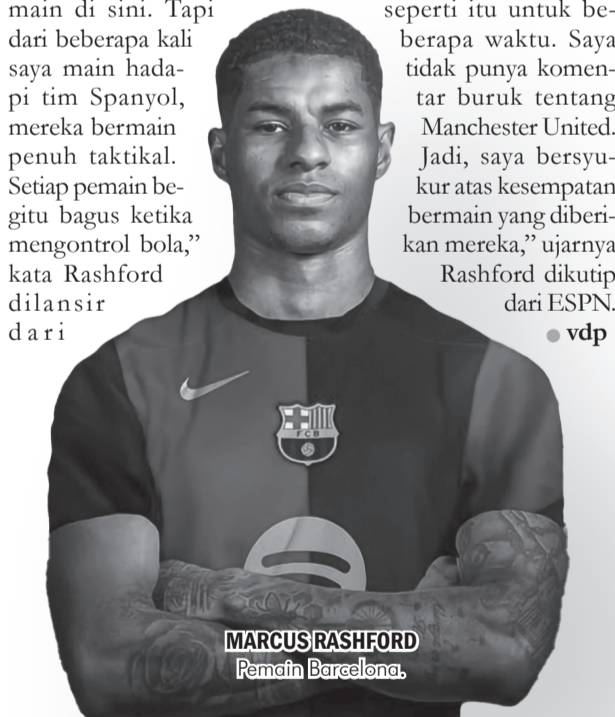 main di sini. Tapi
dari beberapa kali
saya main hada-
pi tim Spanyol,
mereka bermain
penuh taktikal.
Setiap pemain be-
gitu bagus ketika
mengontrol bola,”
kata Rashford
dilansir
dari
seperti itu untuk be-
berapa waktu. Saya
tidak punya komen-
tar buruk tentang
Manchester United.
Jadi, saya bersyu-
kur atas kesempatan
bermain yang diberi-
kan mereka,” ujarnya
Rashford dikutip
dari ESPN.
● vdp
FCB
MARCUS RASHFORD
Pemain Barcelona.